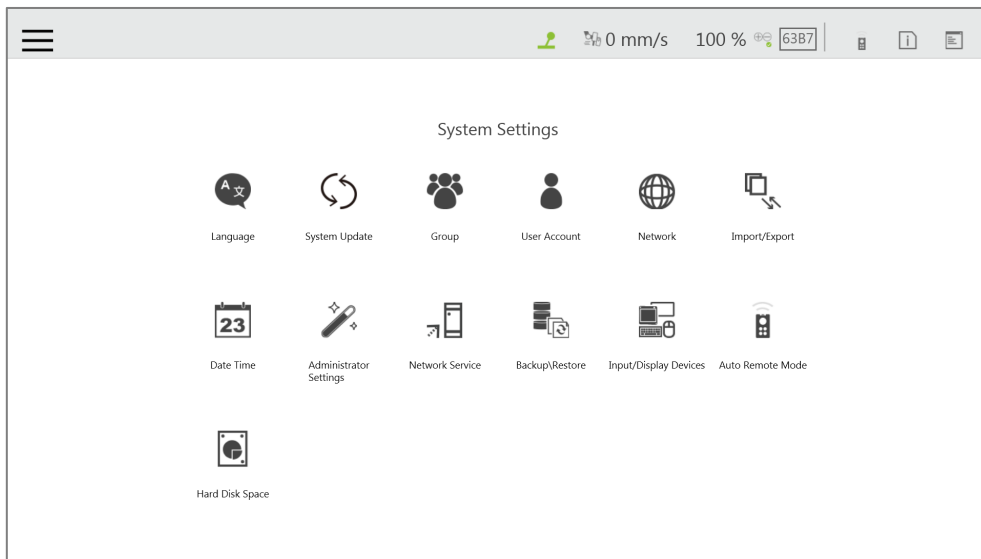 0 mm/s 100 % 63B7
System Settings
Language System Update Group User Account Network Import/Export
23
Date Time Administrator Settings Network Service Backup\Restore Input/Display Devices Auto Remote Mode
Hard Disk Space